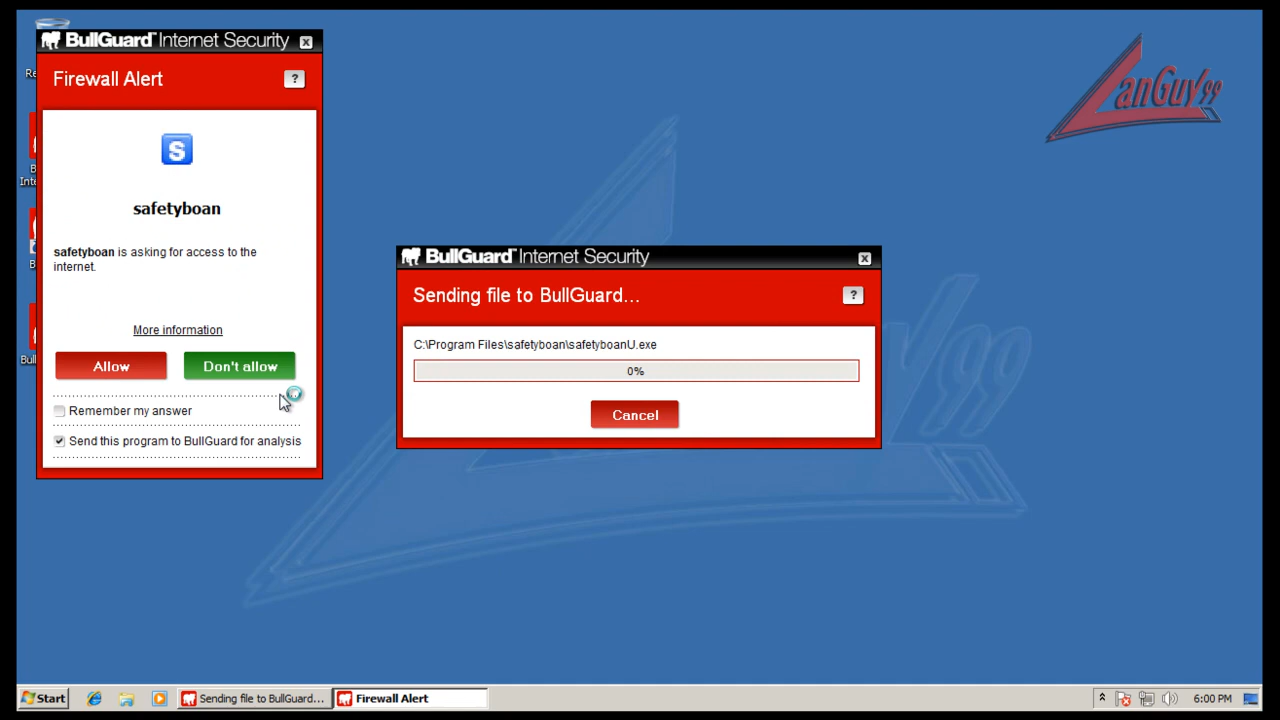 BullGuard Internet Security
Firewall Alert
?
S
safetyboan
safetyboan is asking for access to the
internet.
More information
Allow
Don't allow
Remember my answer
Send this program to BullGuard for analysis
BullGuard Internet Security
Sending file to BullGuard...
?
C:\Program Files\safetyboan\safetyboanU.exe
0%
Cancel
LanGuy99
99
Start
Sending file to BullGuard...
Firewall Alert
6:00 PM